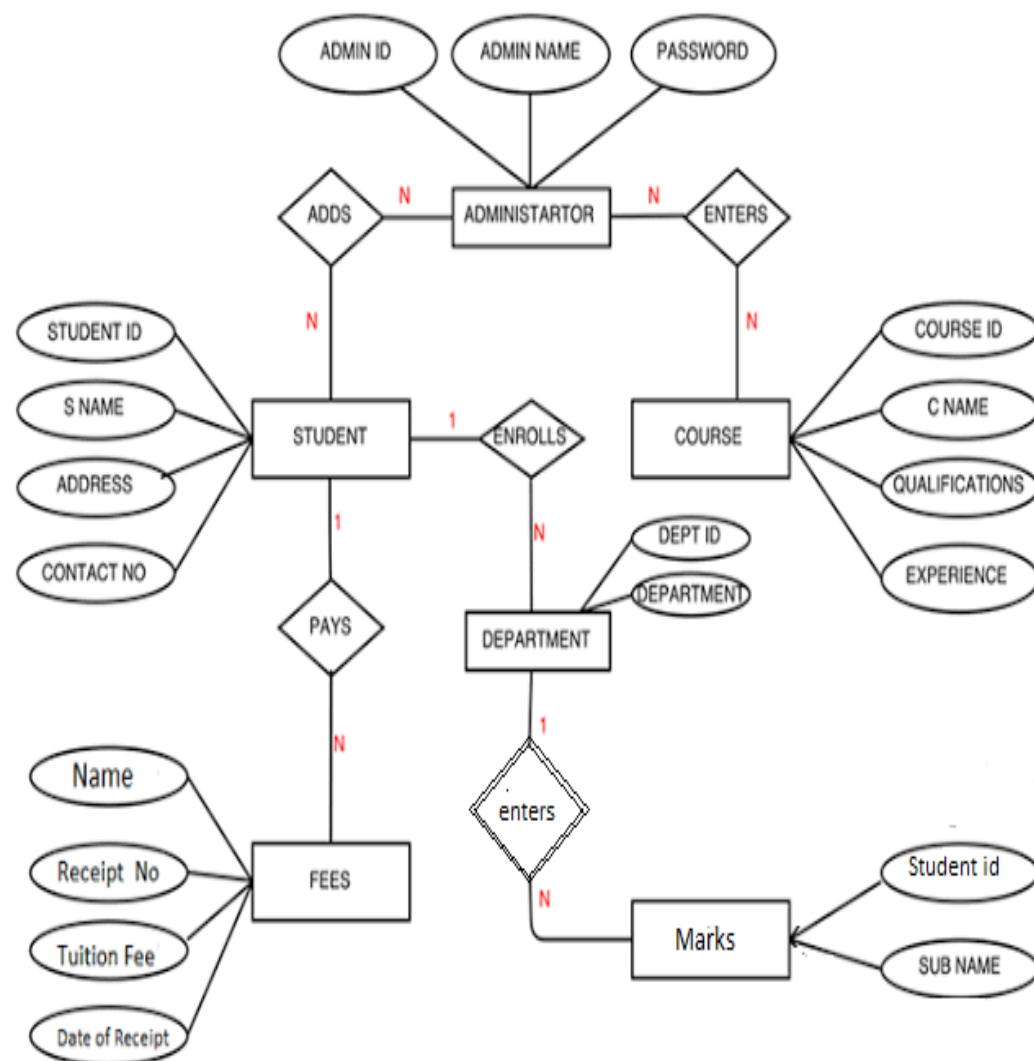 ADMIN ID
ADMIN NAME
PASSWORD
ADDS
N
ADMINISTARTOR
N
ENTERS
N
N
STUDENT ID
COURSE ID
S NAME
C NAME
STUDENT
1
ENROLLS
COURSE
ADDRESS
QUALIFICATIONS
1
N
DEPT ID
CONTACT NO
EXPERIENCE
DEPARTMENT
PAYS
DEPARTMENT
N
1
Name
enters
Receipt No
FEES
Student id
N
Tuition Fee
Marks
SUB NAME
Date of Receipt